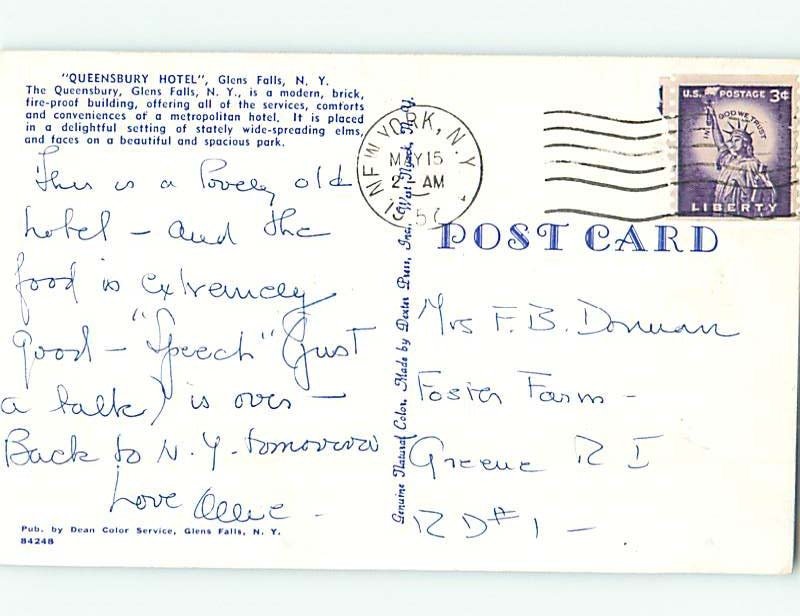 "QUEENSBURY HOTEL", Glens Falls, N. Y.
The Queensbury, Glens Falls, N. Y., is a modern, brick,
fire-proof building, offering all of the services, comforts
and conveniences of a metropolitan hotel. It is placed
in a delightful setting of stately wide-spreading elms,
and faces on a beautiful and spacious park.
This is a lovely old
hotel - and the
food is extremely
good - "Speech" (just
a talk) is over -
Back to N. Y. tomorrow
Love Ollie -
Pub. by Dean Color Service, Glens Falls, N. Y.
84248
Genuine Natural Color. Made by Dexter Press, Inc., West Nyack, N. Y.
NEW YORK, N.Y.
MAY 15
2 AM
57
U.S. POSTAGE 3¢
IN GOD WE TRUST
LIBERTY
POST CARD
Mrs F. B. Dorman
Foster Farm -
Greene R I
R D # 1 -